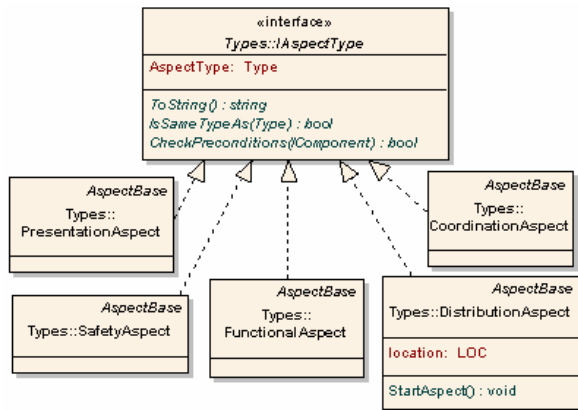 «interface»
Types::IAspectType
AspectType: Type
ToString() : string
IsSameTypeAs(Type) : bool
CheckPreconditions(IComponent) : bool
AspectBase
Types::
PresentationAspect
AspectBase
Types::
CoordinationAspect
AspectBase
Types::SafetyAspect
AspectBase
Types::
FunctionalAspect
AspectBase
Types::DistributionAspect
location: LOC
StartAspect() : void